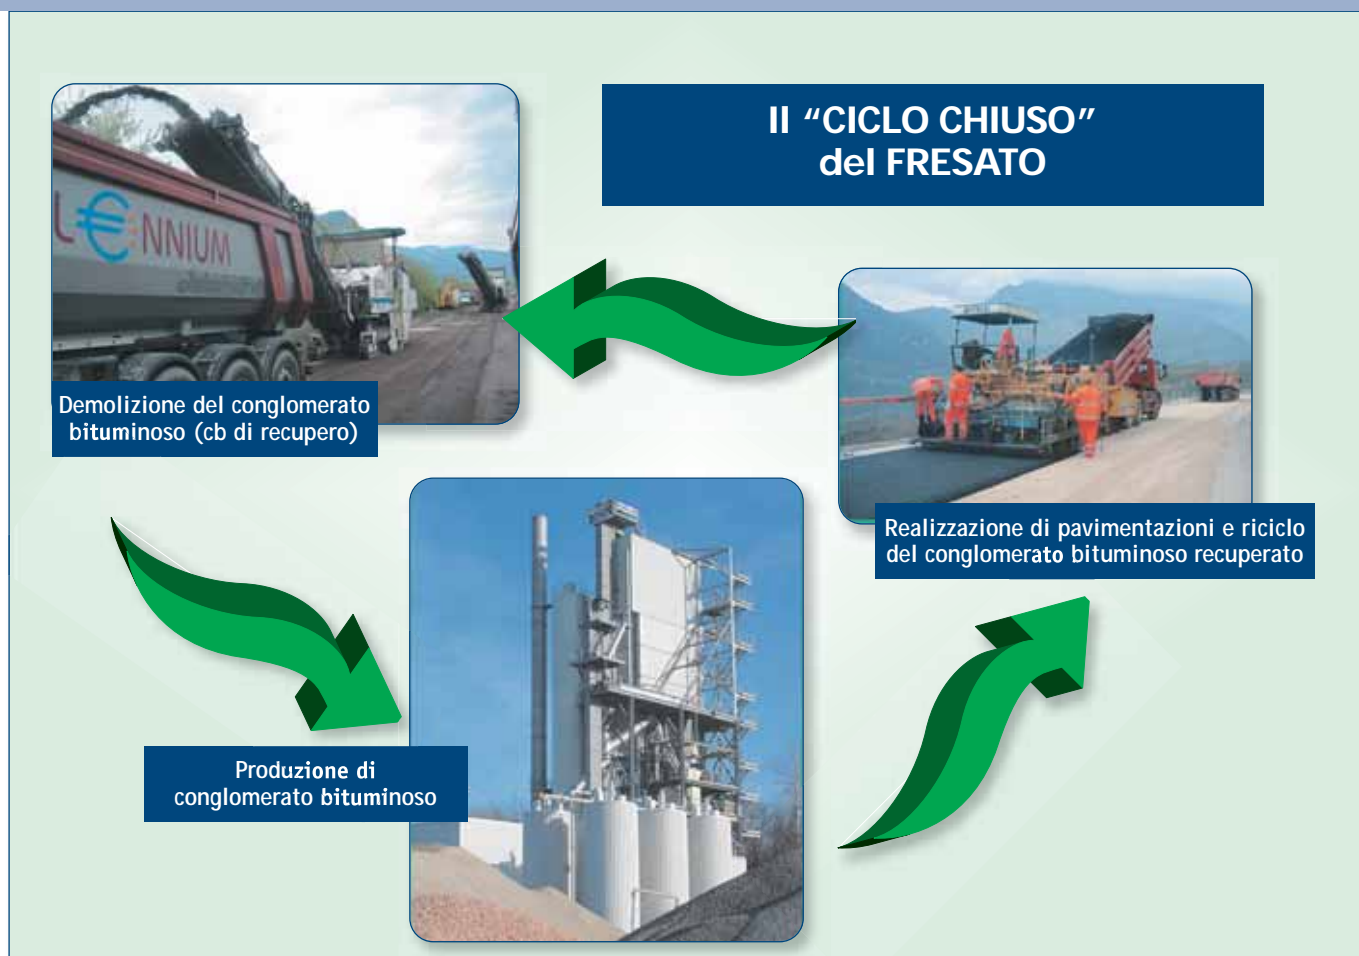 Il “CICLO CHIUSO”
del FRESATO
L€NNIUM
Demolizione del conglomerato
bituminoso (cb di recupero)
Realizzazione di pavimentazioni e riciclo
del conglomerato bituminoso recuperato
Produzione di
conglomerato bituminoso